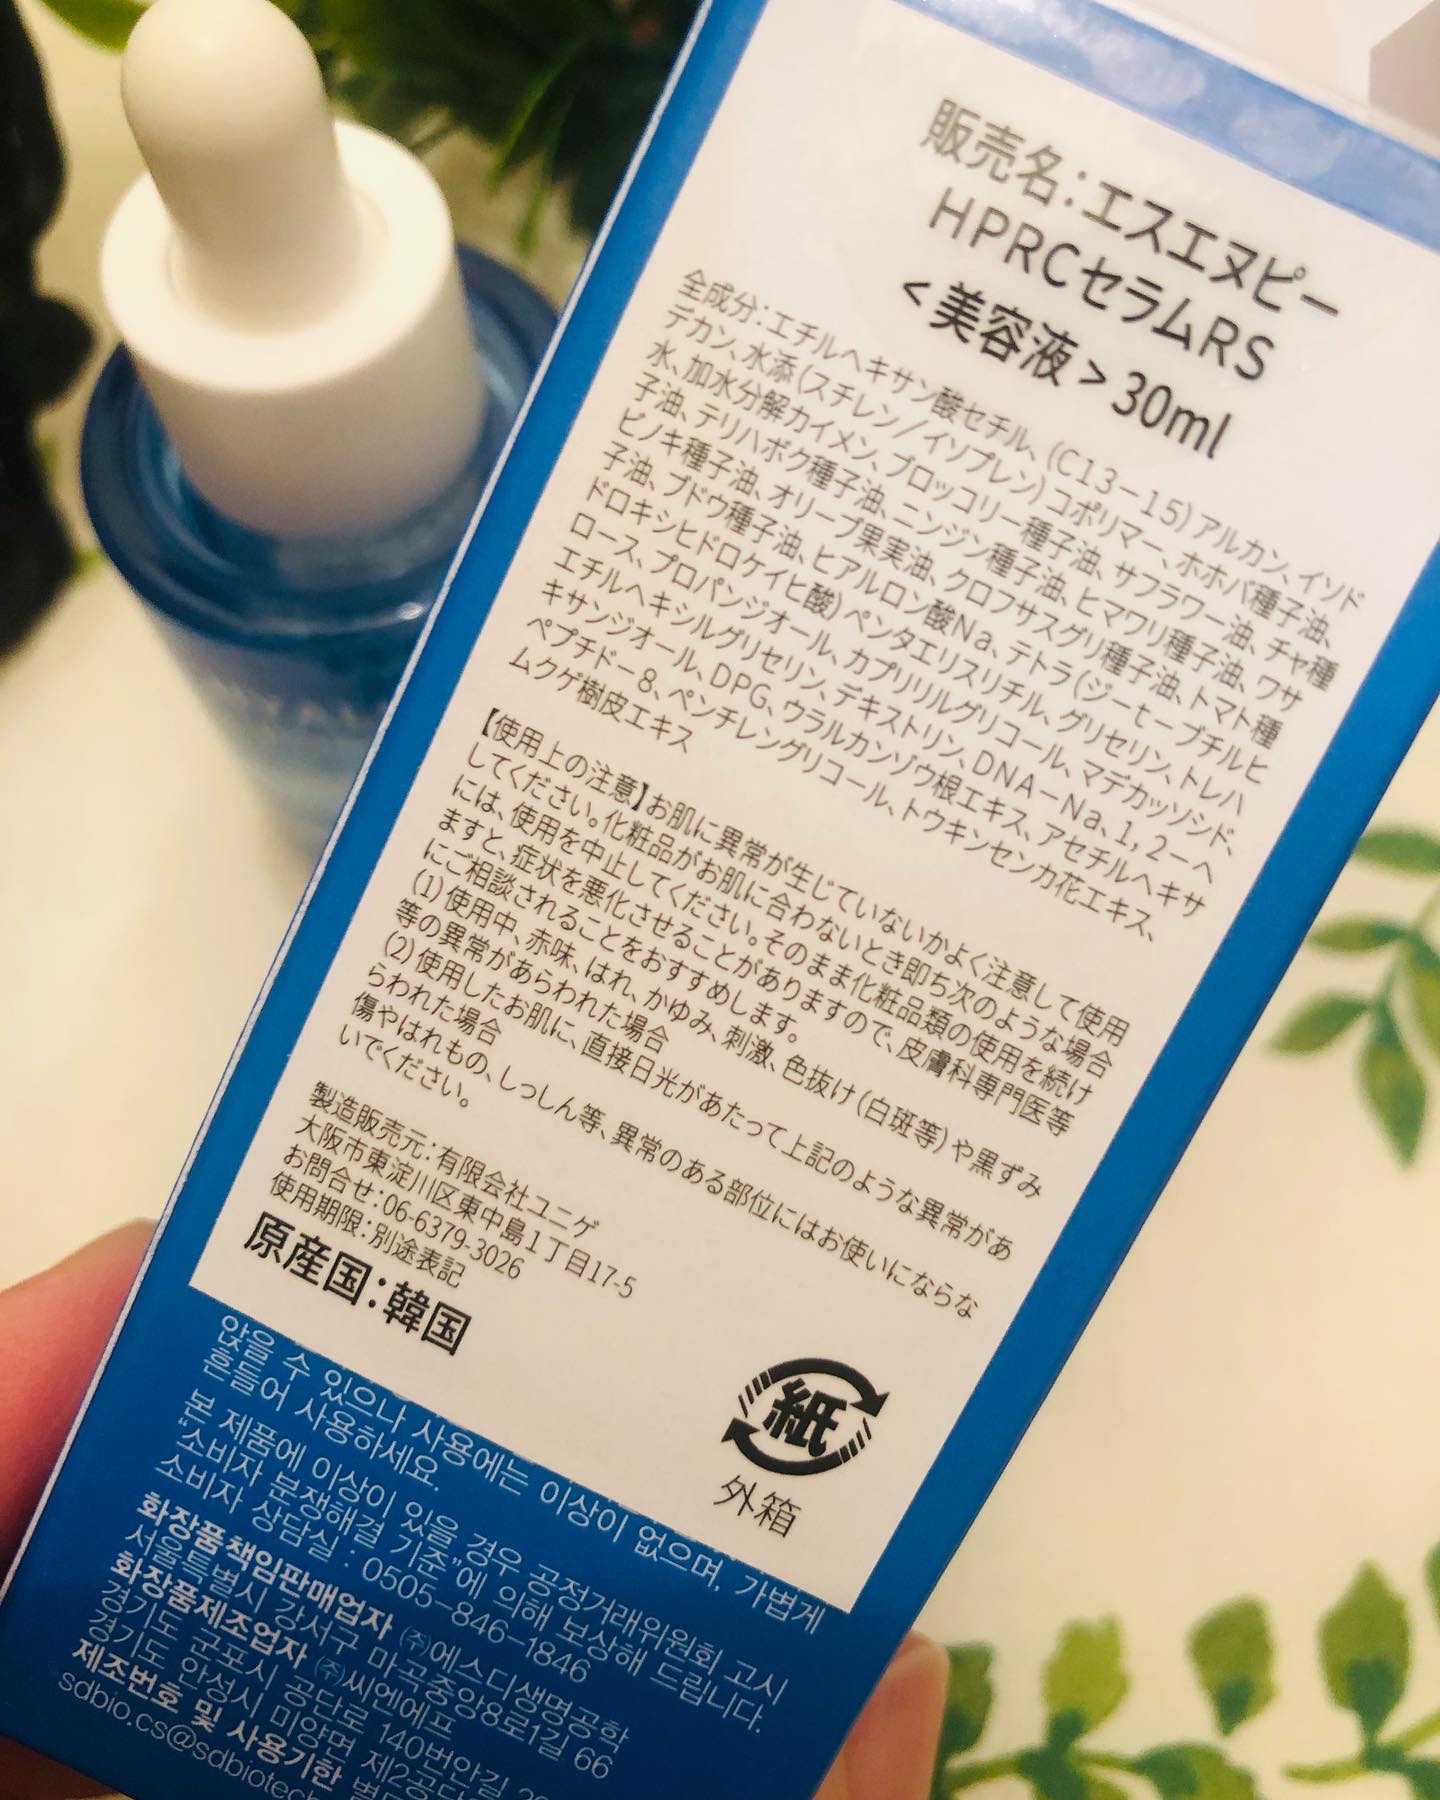 販売名：エスエヌピー
HPRCセラムRS
＜美容液＞30ml
全成分：エチルヘキサン酸セチル、(C13－15)アルカン、イソド
デカン、水添(スチレン/イソプレン)コポリマー、ホホバ種子油、
水、加水分解カイメン、ブロッコリー種子油、サフラワー油、チャ種
子油、テリハボク種子油、ニンジン種子油、ヒマワリ種子油、ワサ
ビノキ種子油、オリーブ果実油、クロフサスグリ種子油、トマト種
子油、ブドウ種子油、ヒアルロン酸Na、テトラ(ジ－t－ブチルヒ
ドロキシヒドロケイヒ酸)ペンタエリスリチル、グリセリン、トレハ
ロース、プロパンジオール、カプリリルグリコール、マデカッソシド、
エチルヘキシルグリセリン、デキストリン、DNA－Na、1,2－ヘ
キサンジオール、DPG、ウラルカンゾウ根エキス、アセチルヘキサ
ペプチド－8、ペンチレングリコール、トウキンセンカ花エキス、
ムクゲ樹皮エキス
【使用上の注意】お肌に異常が生じていないかよく注意して使用
してください。化粧品がお肌に合わないとき即ち次のような場合
には、使用を中止してください。そのまま化粧品類の使用を続け
ますと、症状を悪化させることがありますので、皮膚科専門医等
にご相談されることをおすすめします。
(1)使用中、赤味、はれ、かゆみ、刺激、色抜け(白斑等)や黒ずみ
等の異常があらわれた場合
(2)使用したお肌に、直接日光があたって上記のような異常があ
らわれた場合
傷やはれもの、しっしん等、異常のある部位にはお使いにならな
いでください。
製造販売元：有限会社ユニゲ
大阪市東淀川区東中島1丁目17-5
お問合せ：06-6379-3026
使用期限：別途表記
原産国：韓国
紙
外箱
앉을 수 있으나 사용에는 이상이 없으며, 가볍게
흔들어 사용하세요.
본 제품에 이상이 있을 경우 공정거래위원회 고시
"소비자 분쟁해결 기준"에 의해 보상해 드립니다.
소비자 상담실 : 0505-846-1846
화장품책임판매업자 ㈜에스디생명공학
서울특별시 강서구 마곡중앙8로1길 66
화장품제조업자 ㈜씨엔에프
경기도 군포시 공단로 140번안길
경기도 안성시 미양면 제2공단
제조번호 및 사용기한
sdbio.cs@sdbiotech